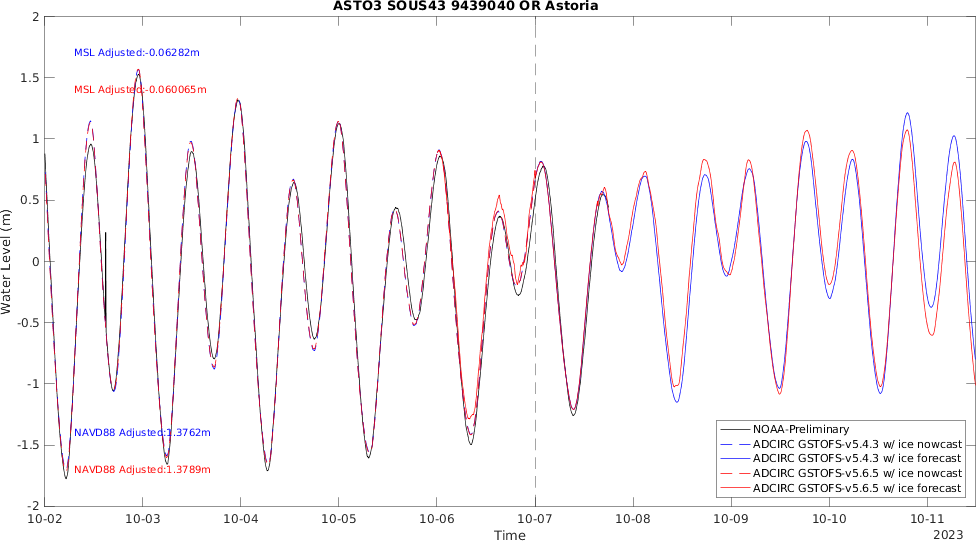 ASTO3 SOUS43 9439040 OR Astoria
2
1.5
1
0.5
0
-0.5
-1
-1.5
-2
Water Level (m)
MSL Adjusted:-0.06282m
MSL Adjusted:-0.060065m
NAVD88 Adjusted:1.3762m
NAVD88 Adjusted:1.3789m
NOAA-Preliminary
ADCIRC GSTOFS-v5.4.3 w/ ice nowcast
ADCIRC GSTOFS-v5.4.3 w/ ice forecast
ADCIRC GSTOFS-v5.6.5 w/ ice nowcast
ADCIRC GSTOFS-v5.6.5 w/ ice forecast
10-02 10-03 10-04 10-05 10-06 10-07 10-08 10-09 10-10 10-11
Time
2023